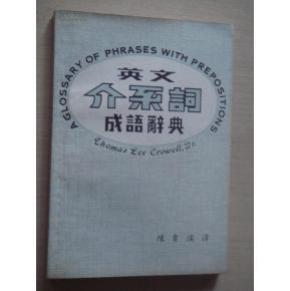 A GLOSSARY OF PHRASES WITH PREPOSITIONS
英文
介系詞
成語辭典
Thomas Lee Crowell, Jr.